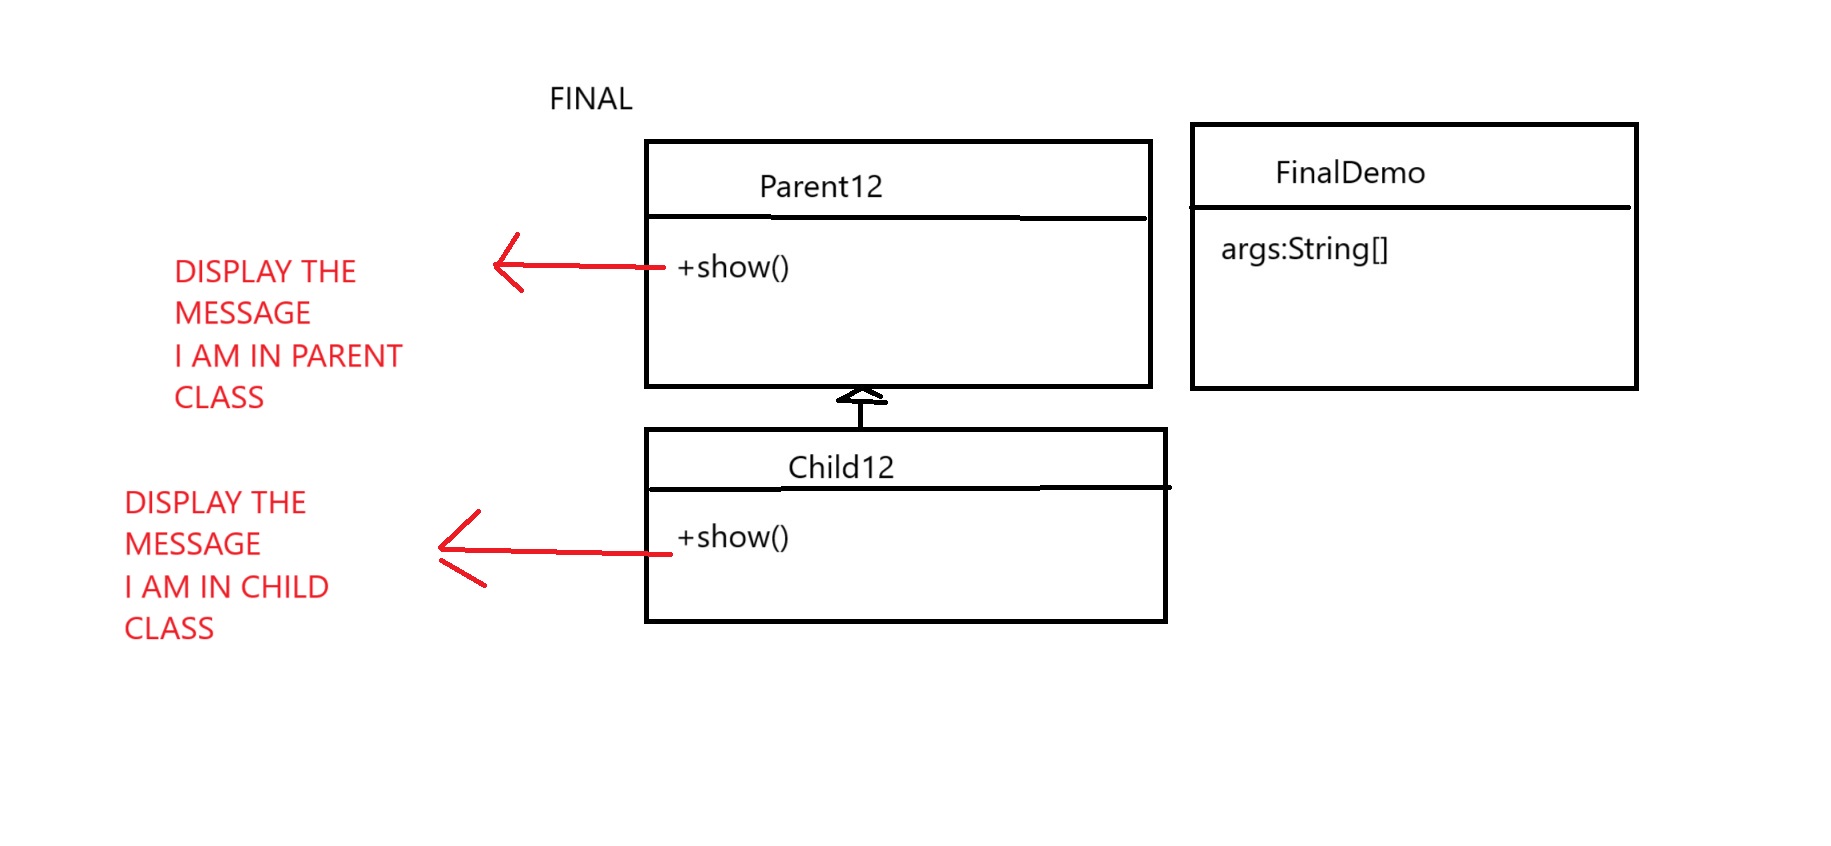 FINAL
Parent12
+show()
FinalDemo
args:String[]
DISPLAY THE
MESSAGE
I AM IN PARENT
CLASS
Child12
+show()
DISPLAY THE
MESSAGE
I AM IN CHILD
CLASS